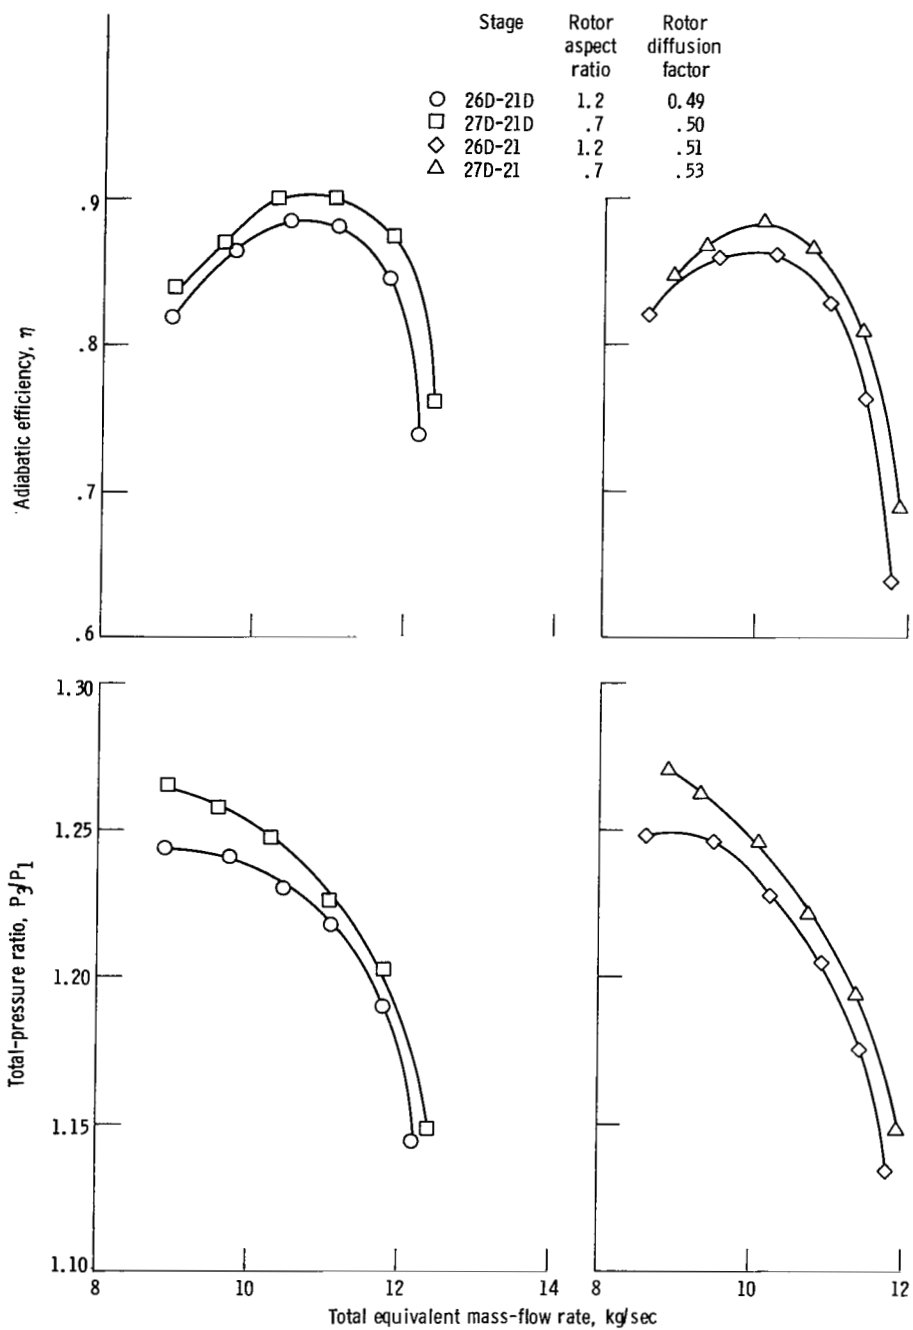 Stage Rotor Rotor
aspect diffusion
ratio factor
26D-21D 1.2 0.49
27D-21D .7 .50
26D-21 1.2 .51
27D-21 .7 .53
Adiabatic efficiency, η
.9
.8
.7
.6
Total-pressure ratio, P3/P1
1.30
1.25
1.20
1.15
1.10
8 10 12 14 8 10 12
Total equivalent mass-flow rate, kg/sec